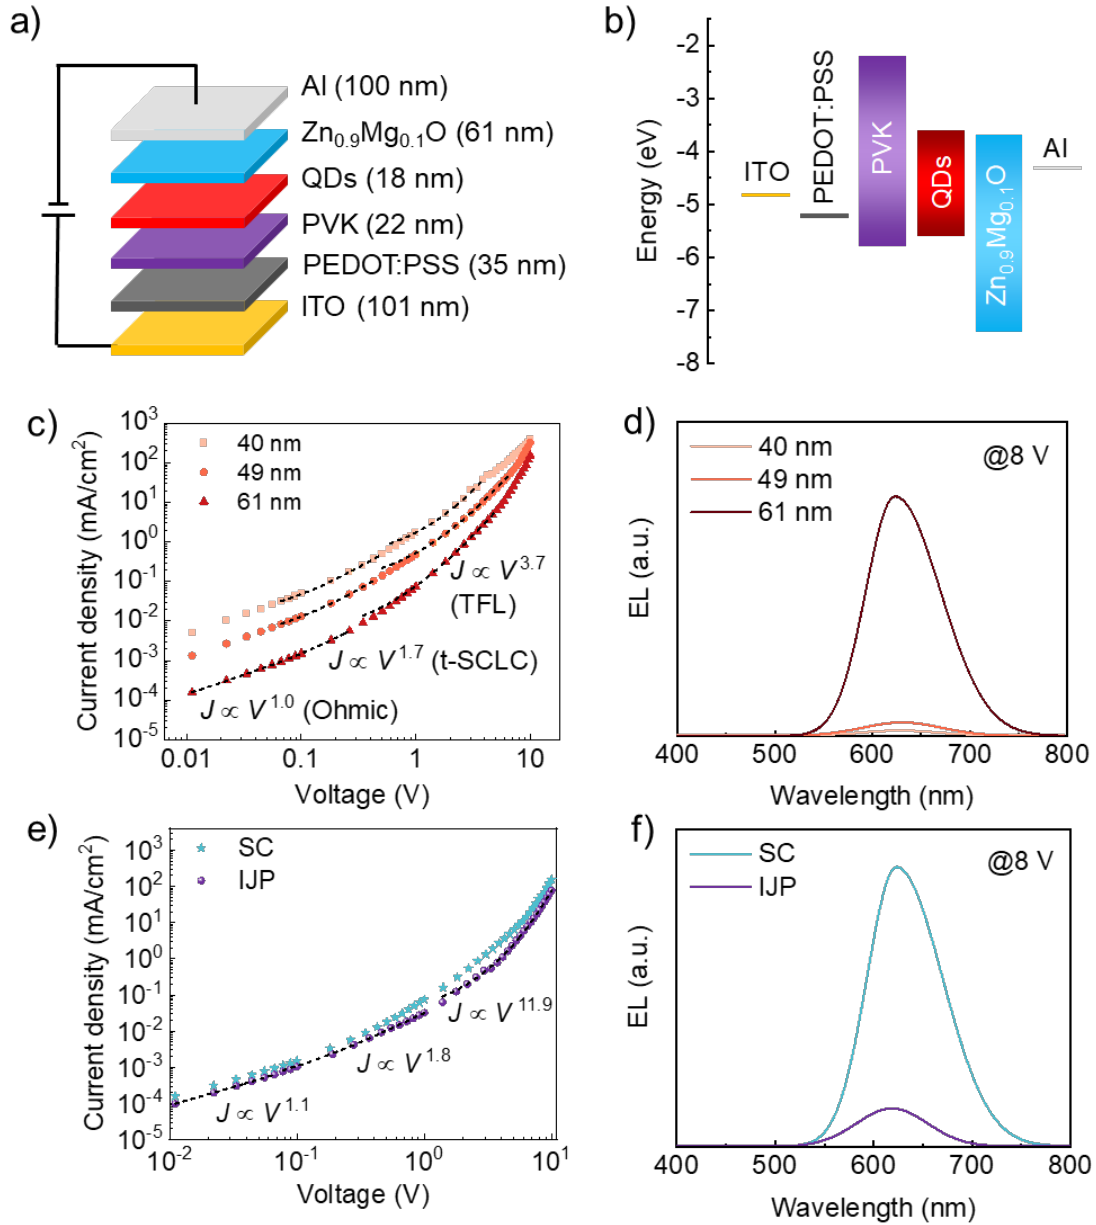 a)
Al (100 nm)
Zn₀.₉Mg₀.₁O (61 nm)
QDs (18 nm)
PVK (22 nm)
PEDOT:PSS (35 nm)
ITO (101 nm)
b)
Energy (eV)
-2
-3
-4
-5
-6
-7
-8
ITO
PEDOT:PSS
PVK
QDs
Zn₀.₉Mg₀.₁O
Al
c)
Current density (mA/cm²)
10³
10²
10¹
10⁰
10⁻¹
10⁻²
10⁻³
10⁻⁴
10⁻⁵
40 nm
49 nm
61 nm
J ∝ V³·⁷
(TFL)
J ∝ V¹·⁷ (t-SCLC)
J ∝ V¹·⁰ (Ohmic)
0.01
0.1
1
10
Voltage (V)
d)
EL (a.u.)
40 nm
49 nm
61 nm
@8 V
400
500
600
700
800
Wavelength (nm)
e)
Current density (mA/cm²)
10³
10²
10¹
10⁰
10⁻¹
10⁻²
10⁻³
10⁻⁴
10⁻⁵
SC
IJP
J ∝ V¹¹·⁹
J ∝ V¹·⁸
J ∝ V¹·¹
10⁻²
10⁻¹
10⁰
10¹
Voltage (V)
f)
EL (a.u.)
SC
IJP
@8 V
400
500
600
700
800
Wavelength (nm)